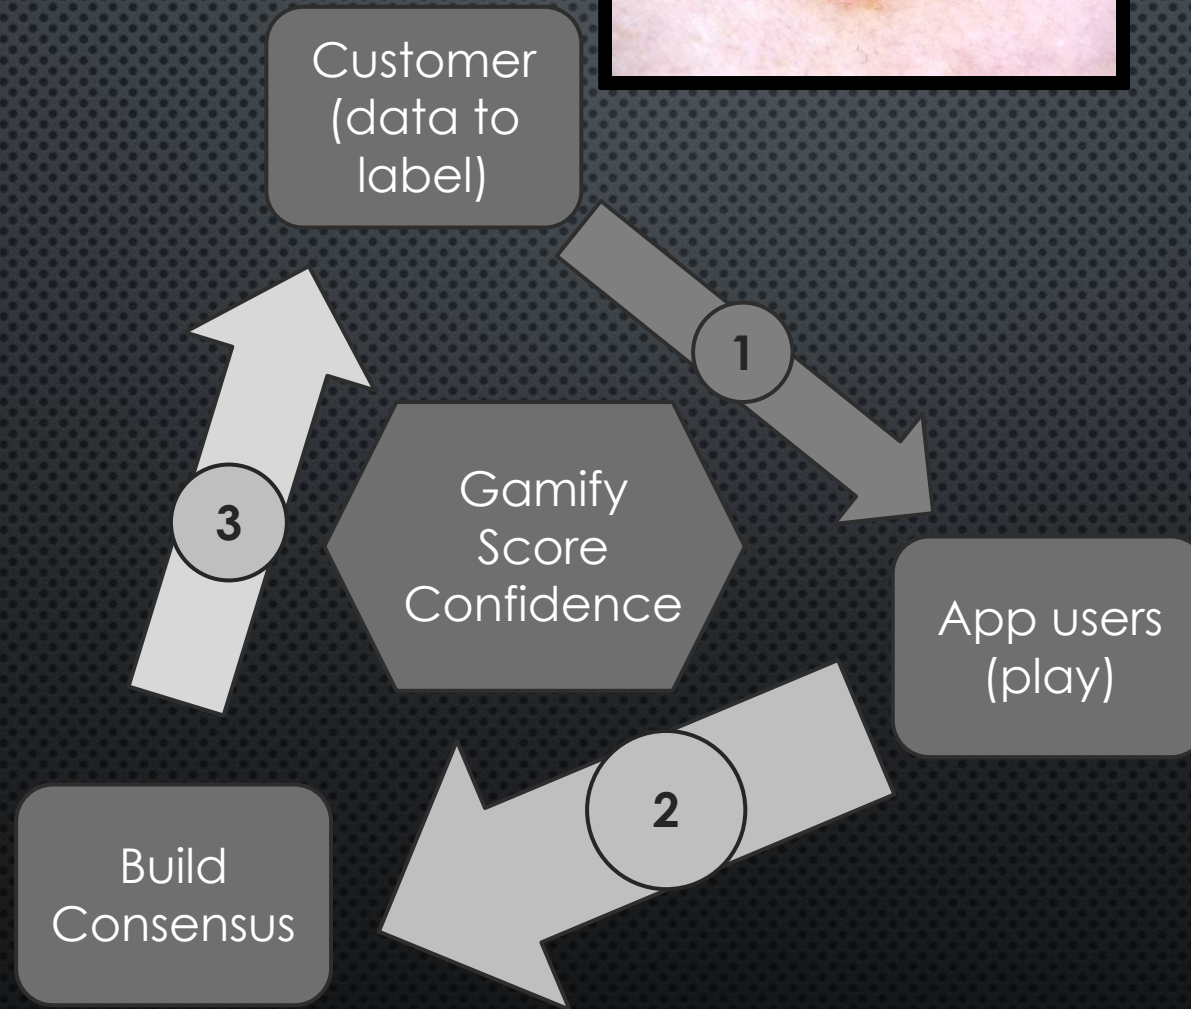 Customer
(data to
label)
1
Gamify
Score
Confidence
3
App users
(play)
2
Build
Consensus